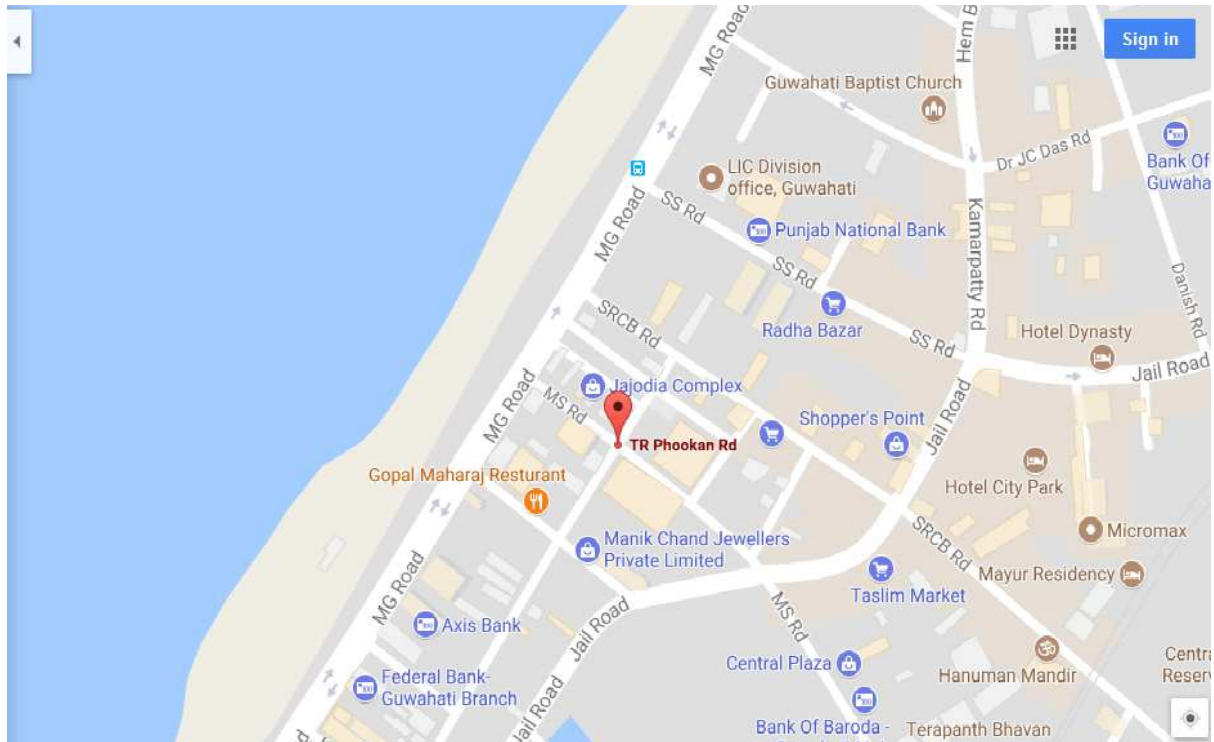 MG Road
Hem B
Sign in
Guwahati Baptist Church
Dr JC Das Rd
Bank Of
Guwaha
LIC Division
office, Guwahati
SS Rd
MG Road
Punjab National Bank
Kamarpatty Rd
SS Rd
Danish Rd
SRCB Rd
Radha Bazar
SS Rd
Hotel Dynasty
Jail Road
Jajodia Complex
MS Rd
MG Road
Shopper's Point
Jail Road
TR Phookan Rd
Gopal Maharaj Resturant
Hotel City Park
Manik Chand Jewellers
Private Limited
SRCB Rd
Micromax
MG Road
Mayur Residency
Taslim Market
Jail Road
MS Rd
Axis Bank
Central Plaza
Hanuman Mandir
Centra
Reserv
Federal Bank-
Guwahati Branch
Jail Road
Bank Of Baroda -
Terapanth Bhavan